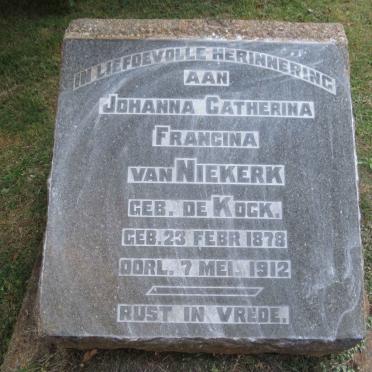 IN LIEFDEVOLLE HERINNERING
AAN
JOHANNA CATHERINA
FRANCINA
VAN NIEKERK
GEB. DE KOCK.
GEB. 23 FEBR 1878
OORL. 7 MEI. 1912
RUST IN VREDE.